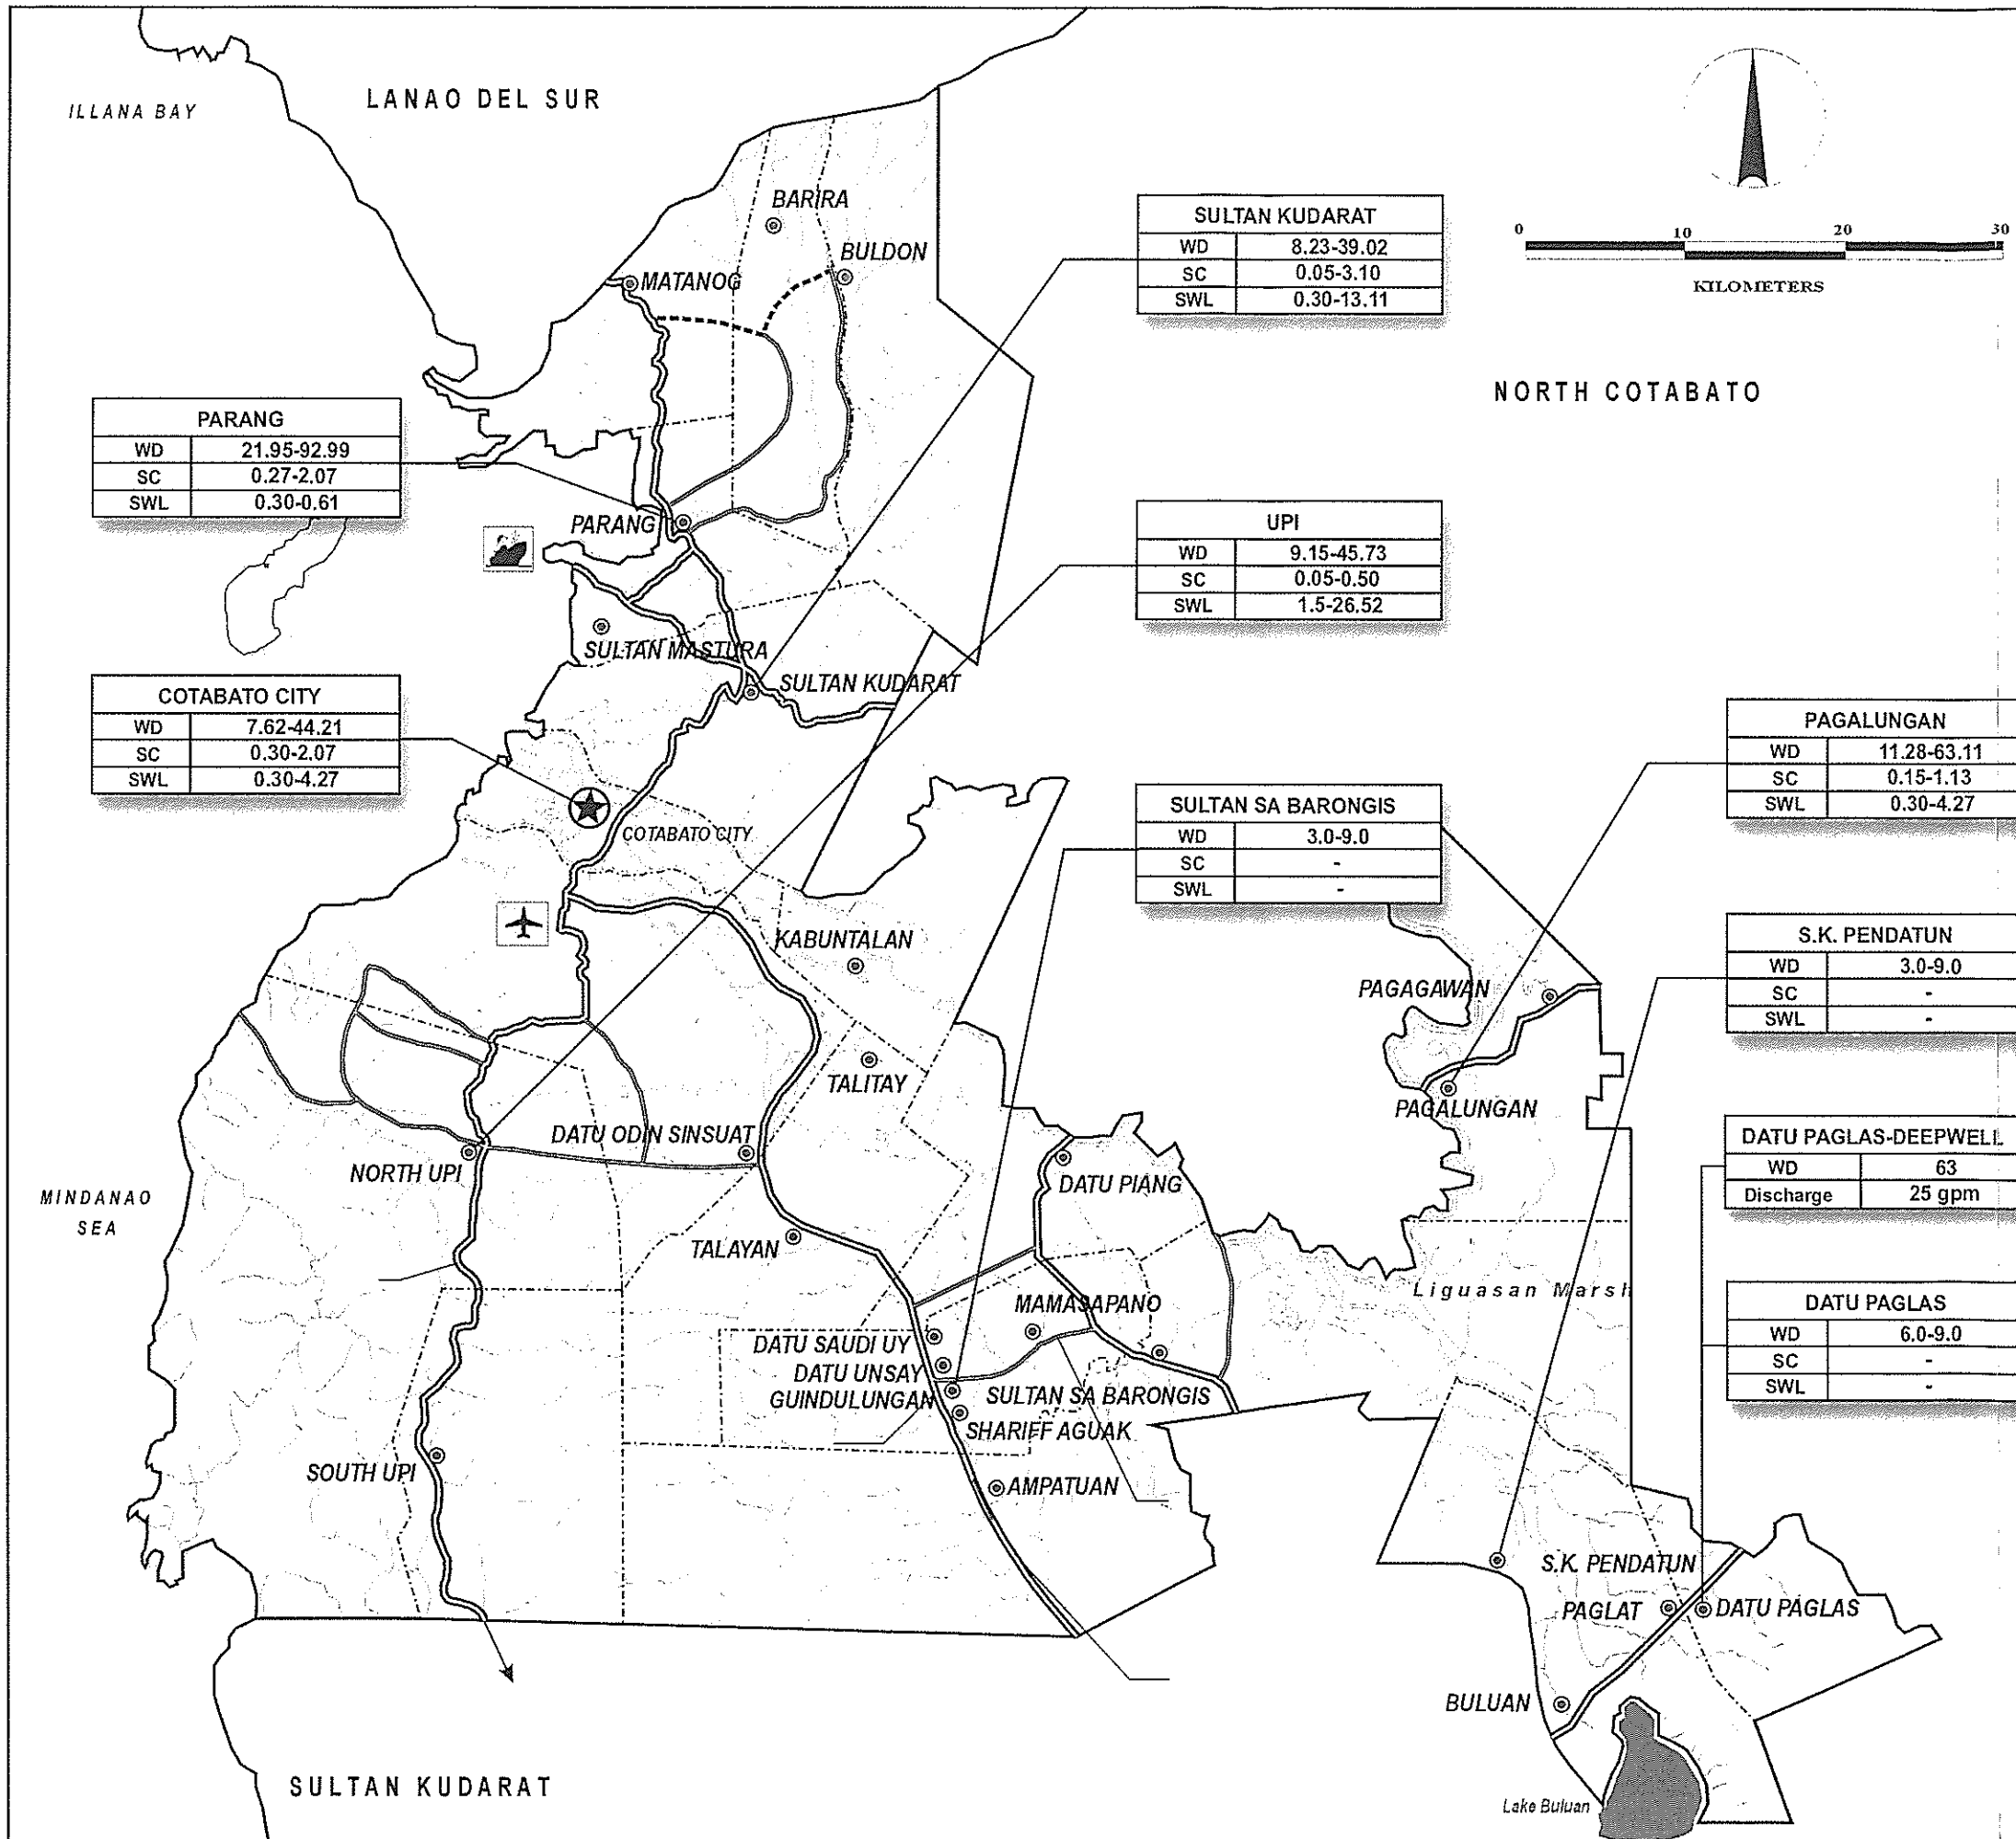 LANAO DEL SUR
ILLANA BAY
BARIRA
BULDON
MATANOG
SULTAN KUDARAT
WD 8.23-39.02
SC 0.05-3.10
SWL 0.30-13.11
0 10 20 30
KILOMETERS
NORTH COTABATO
PARANG
WD 21.95-92.99
SC 0.27-2.07
SWL 0.30-0.61
PARANG
UPI
WD 9.15-45.73
SC 0.05-0.50
SWL 1.5-26.52
SULTAN MASTURA
SULTAN KUDARAT
COTABATO CITY
WD 7.62-44.21
SC 0.30-2.07
SWL 0.30-4.27
COTABATO CITY
PAGALUNGAN
WD 11.28-63.11
SC 0.15-1.13
SWL 0.30-4.27
SULTAN SA BARONGIS
WD 3.0-9.0
SC -
SWL -
KABUNTALAN
S.K. PENDATUN
WD 3.0-9.0
SC -
SWL -
PAGAGAWAN
TALITAY
PAGALUNGAN
DATU ODIN SINSUAT
NORTH UPI
DATU PIANG
DATU PAGLAS-DEEPWELL
WD 63
Discharge 25 gpm
MINDANAO
SEA
TALAYAN
Liguasan Marsh
DATU PAGLAS
WD 6.0-9.0
SC -
SWL -
MAMASAPANO
DATU SAUDI UY
DATU UNSAY
GUINDULUNGAN
SULTAN SA BARONGIS
SHARIFF AGUAK
SOUTH UPI
AMPATUAN
S.K. PENDATUN
PAGLAT
DATU PAGLAS
BULUAN
SULTAN KUDARAT
Lake Buluan